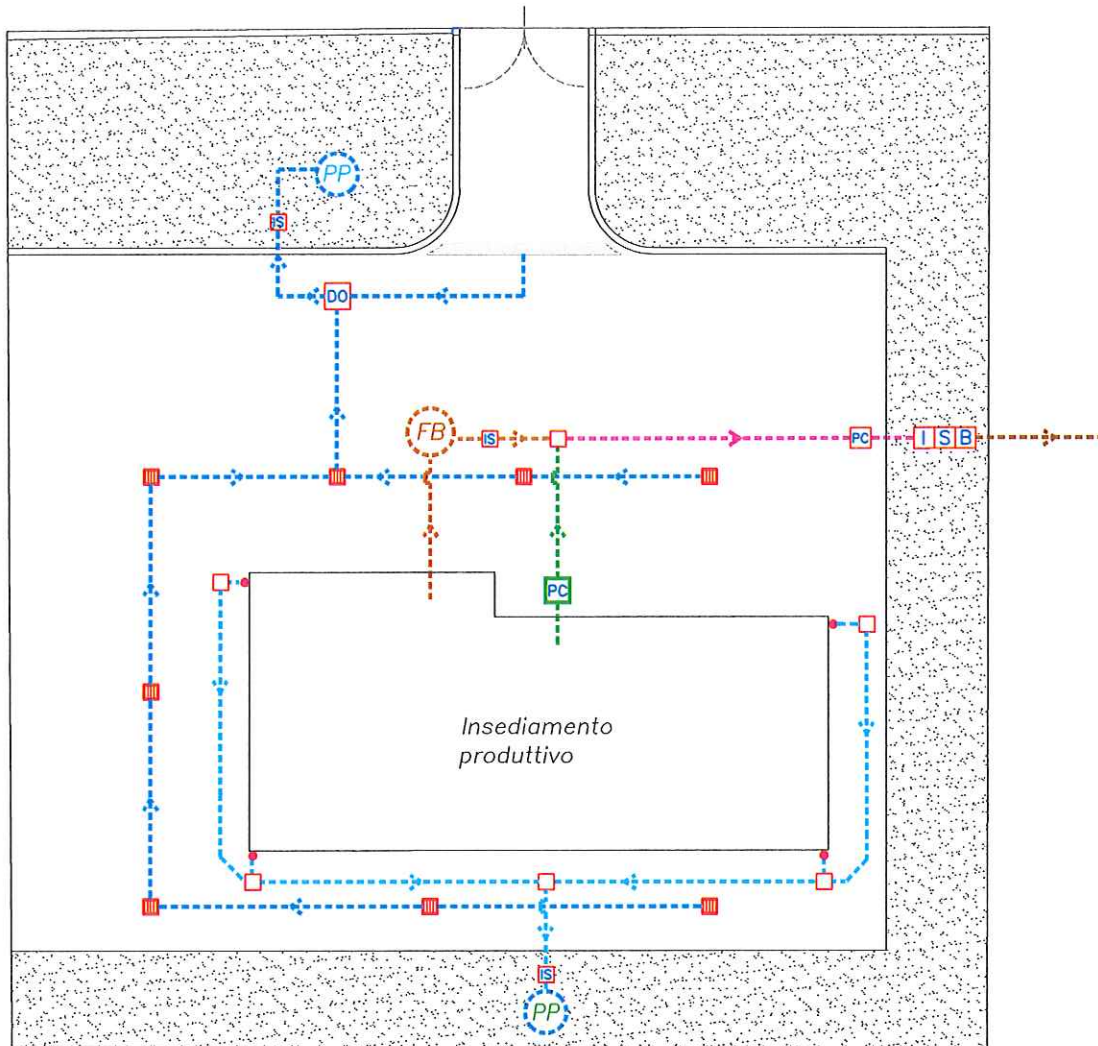 PP
IS
DO
FB
IS
PC
I S B
PC
Insediamento
produttivo
IS
PP